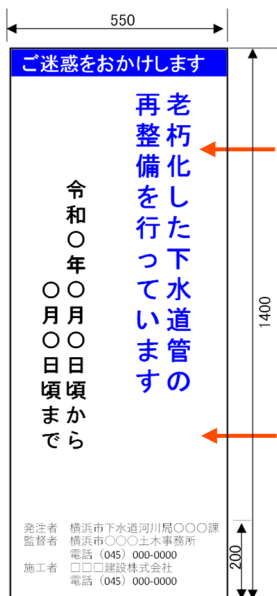 550
ご迷惑をおかけします
老朽化した下水道管の
再整備を行っています
令和〇年〇月〇日頃から
〇月〇日頃まで
1400
発注者 横浜市下水道河川局〇〇〇課
監督者 横浜市〇〇〇土木事務所
電話（045）000-0000
施工者 □□□建設株式会社
電話（045）000-0000
200